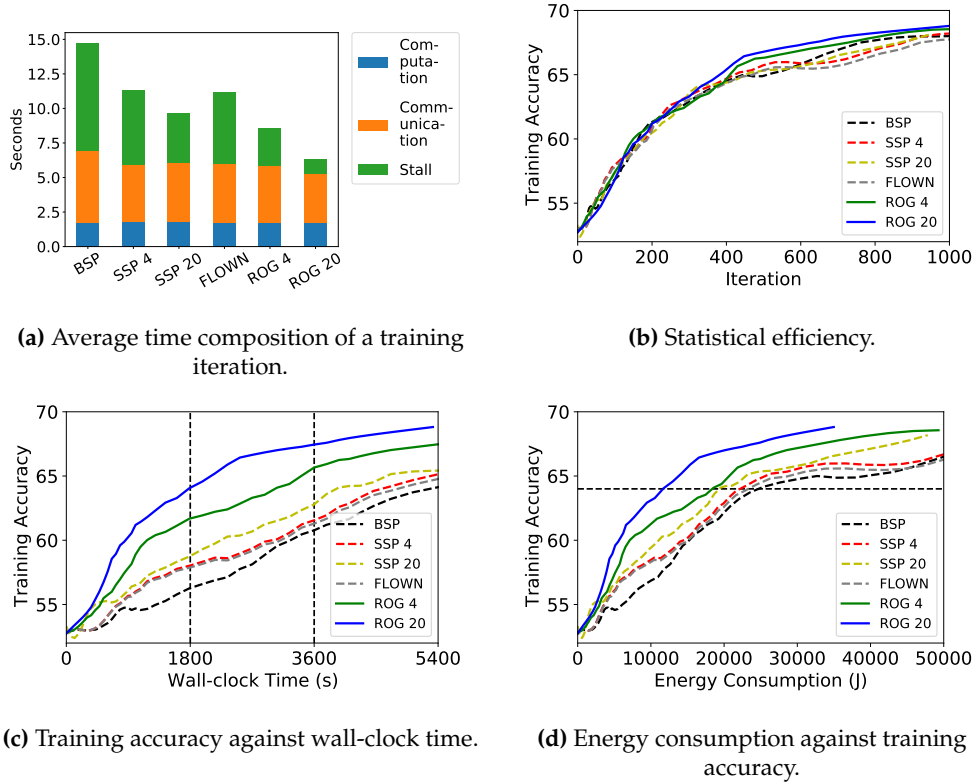 15.0
12.5
10.0
7.5
5.0
2.5
0.0
Seconds
BSP
SSP 4
SSP 20
FLOWN
ROG 4
ROG 20
Com-
puta-
tion
Comm-
unica-
tion
Stall
(a) Average time composition of a training
iteration.
70
65
60
55
Training Accuracy
0 200 400 600 800 1000
Iteration
BSP
SSP 4
SSP 20
FLOWN
ROG 4
ROG 20
(b) Statistical efficiency.
70
65
60
55
Training Accuracy
0 1800 3600 5400
Wall-clock Time (s)
BSP
SSP 4
SSP 20
FLOWN
ROG 4
ROG 20
(c) Training accuracy against wall-clock time.
70
65
60
55
Training Accuracy
0 10000 20000 30000 40000 50000
Energy Consumption (J)
BSP
SSP 4
SSP 20
FLOWN
ROG 4
ROG 20
(d) Energy consumption against training
accuracy.